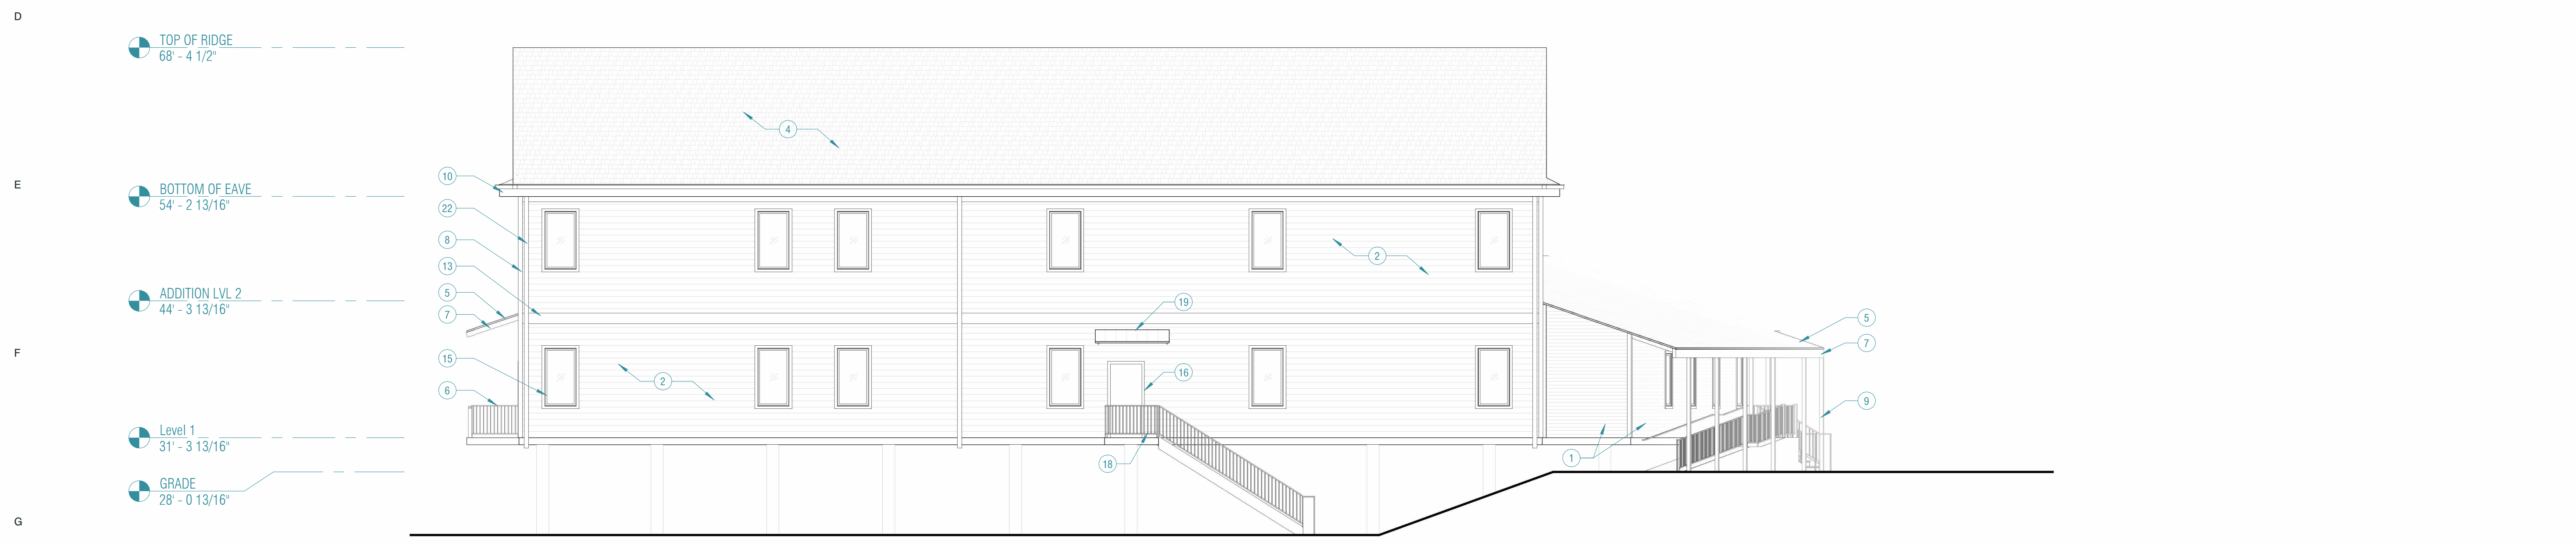 D
TOP OF RIDGE
68' - 4 1/2"
4
10
E
BOTTOM OF EAVE
54' - 2 13/16"
22
8
2
13
5
ADDITION LVL 2
44' - 3 13/16"
19
7
5
7
F
15
16
2
6
9
Level 1
31' - 3 13/16"
1
18
GRADE
28' - 0 13/16"
G